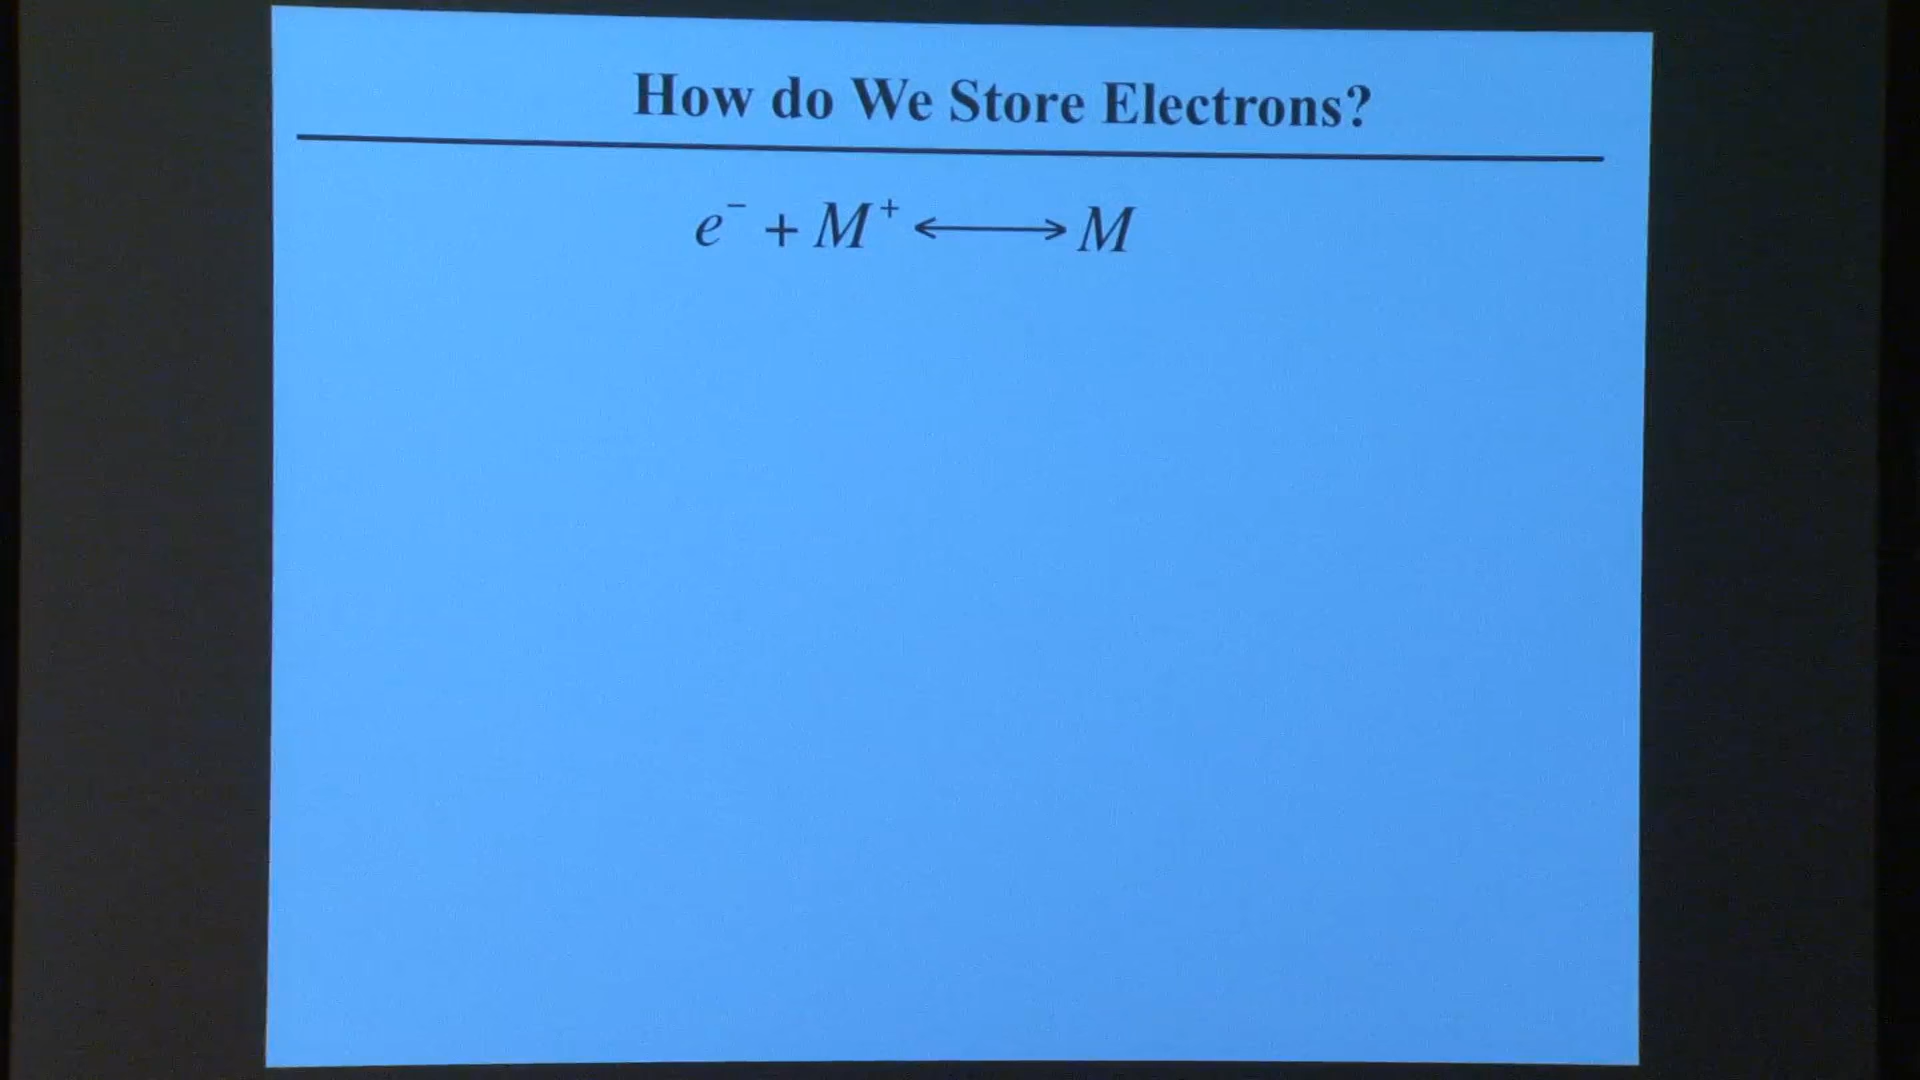 How do We Store Electrons?
e⁻ + M⁺ ⟷ M